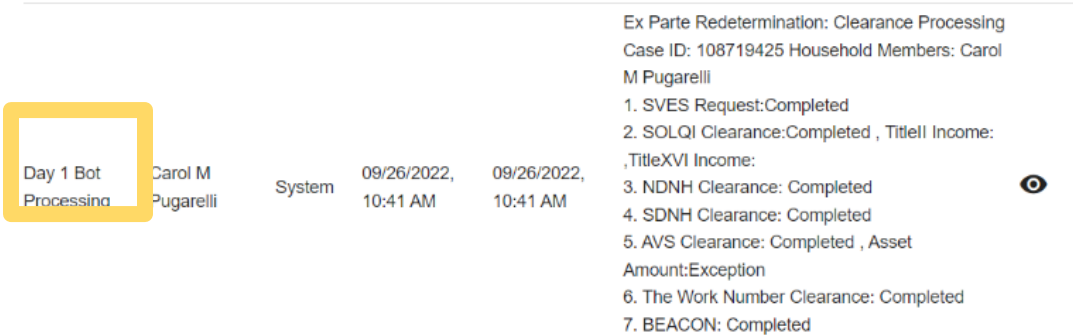 Ex Parte Redetermination: Clearance Processing
Case ID: 108719425 Household Members: Carol
M Pugarelli
1. SVES Request:Completed
2. SOLQI Clearance:Completed , TitleII Income:
,TitleXVI Income:
3. NDNH Clearance: Completed
4. SDNH Clearance: Completed
5. AVS Clearance: Completed , Asset
Amount:Exception
6. The Work Number Clearance: Completed
7. BEACON: Completed
Day 1 Bot
Processing
Carol M
Pugarelli
System
09/26/2022,
10:41 AM
09/26/2022,
10:41 AM